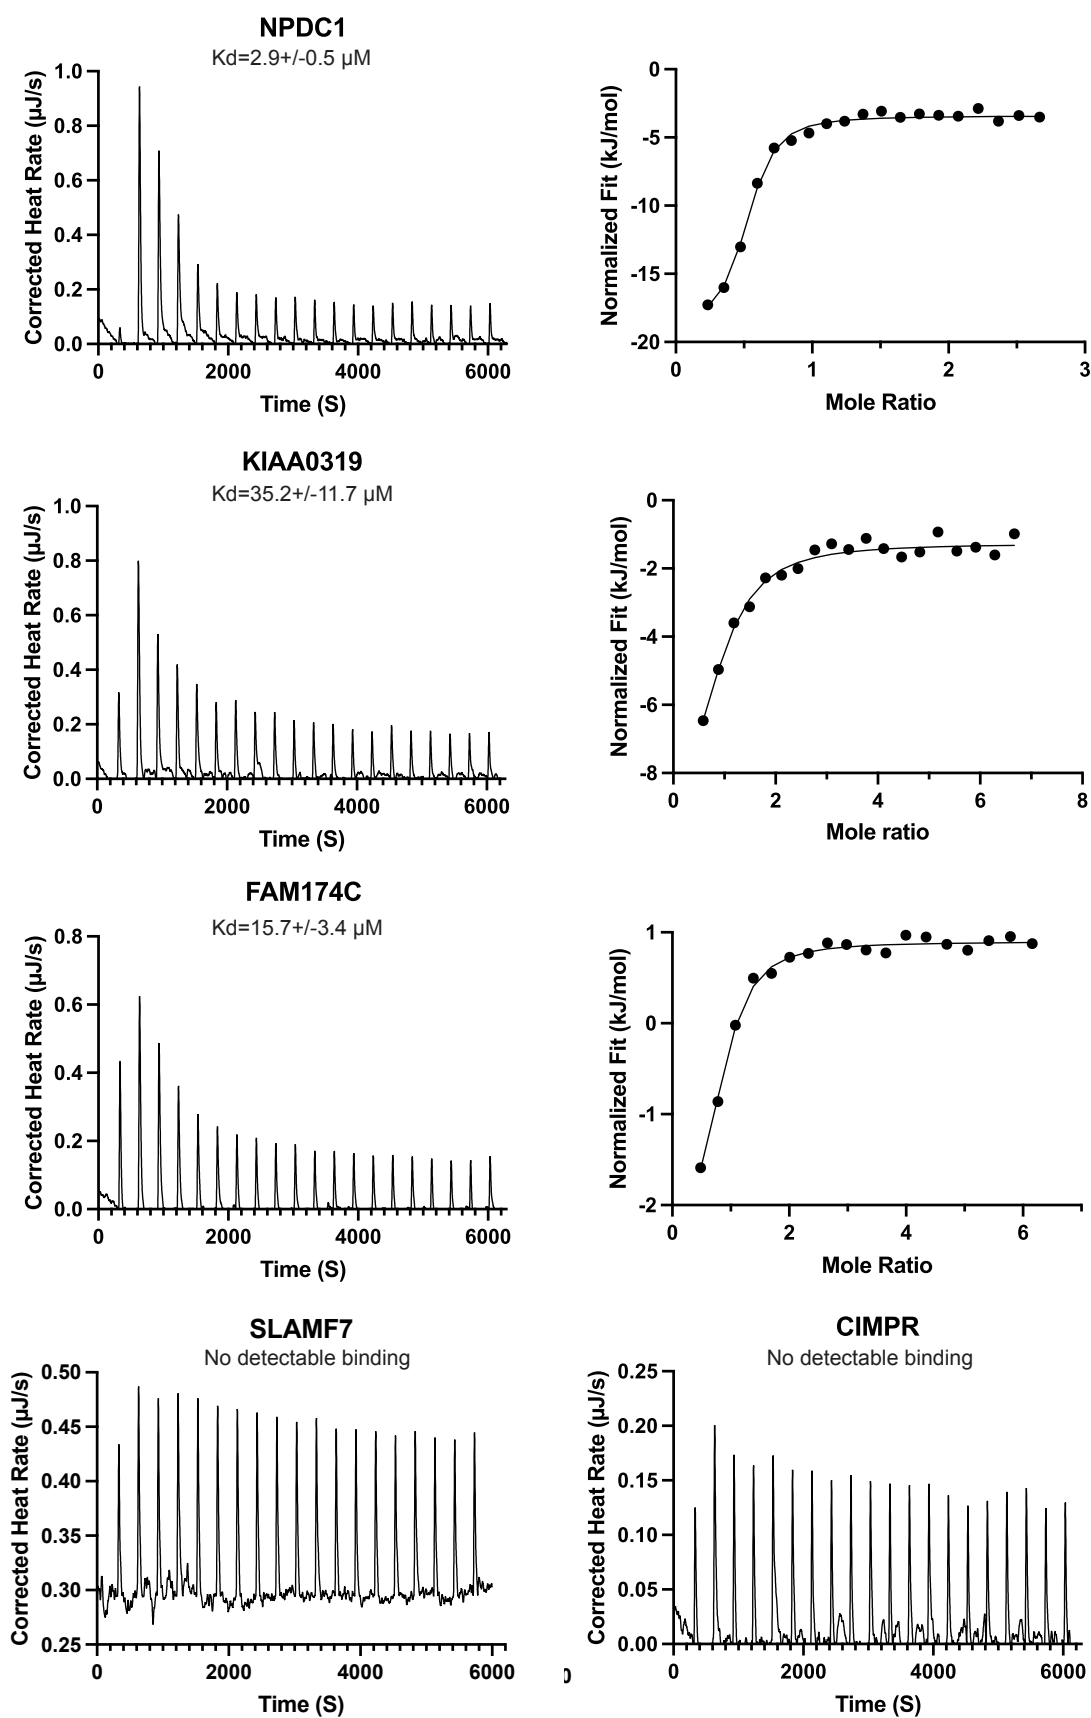 NPDC1
Kd=2.9+/-0.5 µM
Corrected Heat Rate (µJ/s)
1.0
0.8
0.6
0.4
0.2
0.0
0 2000 4000 6000
Time (S)
Normalized Fit (kJ/mol)
0
-5
-10
-15
-20
0 1 2 3
Mole Ratio
KIAA0319
Kd=35.2+/-11.7 µM
Corrected Heat Rate (µJ/s)
1.0
0.8
0.6
0.4
0.2
0.0
0 2000 4000 6000
Time (S)
Normalized Fit (kJ/mol)
0
-2
-4
-6
-8
0 2 4 6 8
Mole ratio
FAM174C
Kd=15.7+/-3.4 µM
Corrected Heat Rate (µJ/s)
0.8
0.6
0.4
0.2
0.0
0 2000 4000 6000
Time (S)
Normalized Fit (kJ/mol)
1
0
-1
-2
0 2 4 6
Mole Ratio
SLAMF7
No detectable binding
Corrected Heat Rate (µJ/s)
0.50
0.45
0.40
0.35
0.30
0.25
0 2000 4000 6000
Time (S)
CIMPR
No detectable binding
Corrected Heat Rate (µJ/s)
0.25
0.20
0.15
0.10
0.05
0.00
0 2000 4000 6000
Time (S)
0